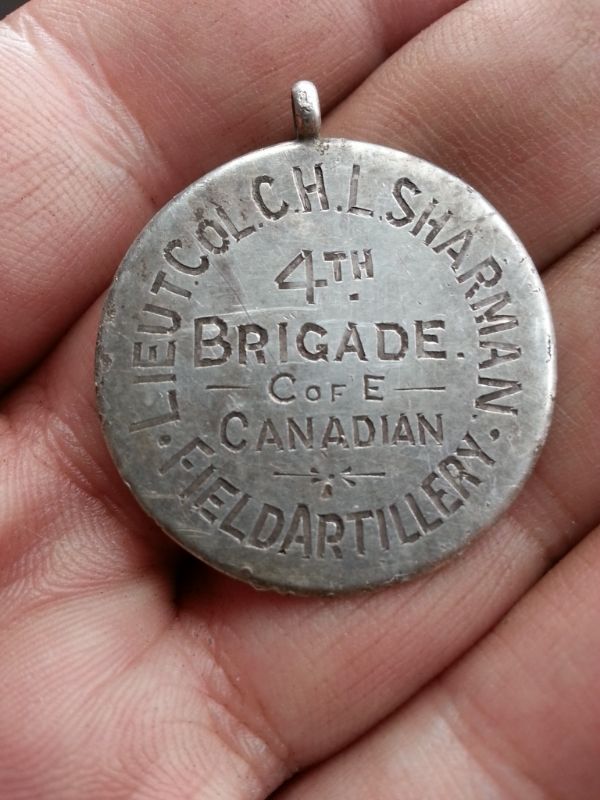 LIEUT.COL.C.H.L.SHARMAN
4TH.
BRIGADE.
C OF E
CANADIAN
·FIELD ARTILLERY·